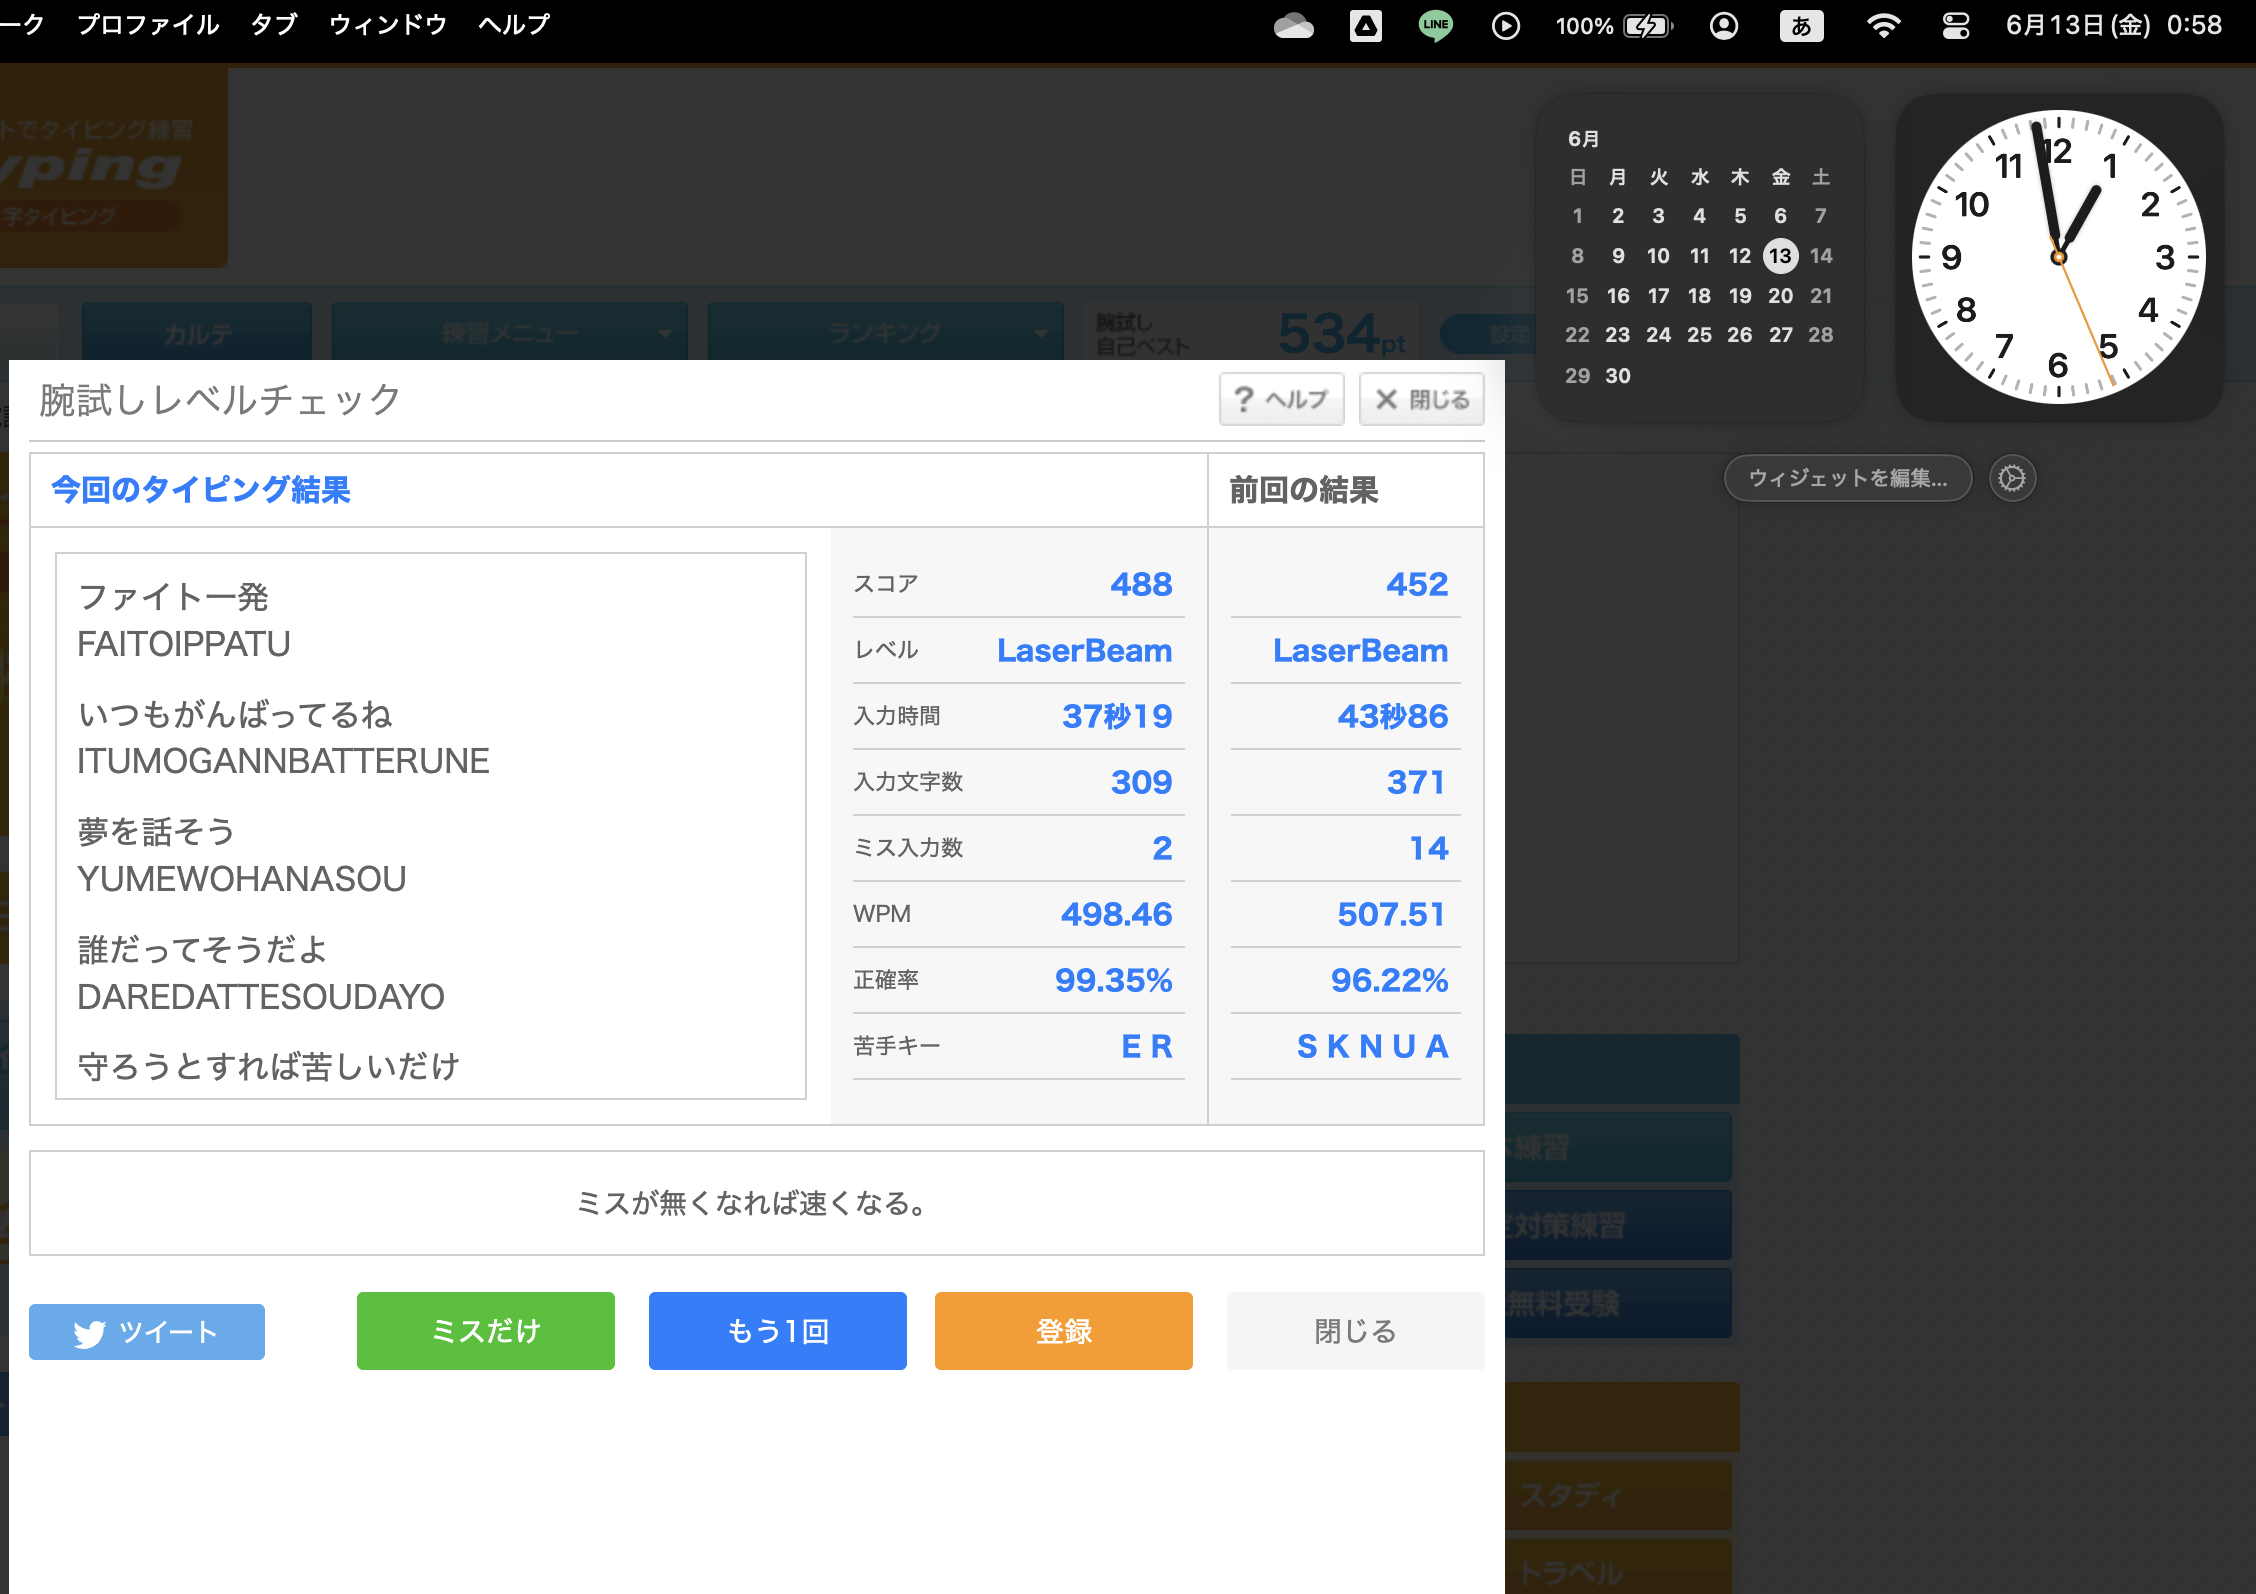 ーク プロファイル タブ ウィンドウ ヘルプ LINE 100% あ 6月13日(金) 0:58
トでタイピング練習
yping
字タイピング
カルテ 練習メニュー ランキング 腕試し 自己ベスト 534pt 設定
6月
日 月 火 水 木 金 土
1 2 3 4 5 6 7
8 9 10 11 12 13 14
15 16 17 18 19 20 21
22 23 24 25 26 27 28
29 30
12 1 2 3 4 5 6 7 8 9 10 11
ウィジェットを編集...
腕試しレベルチェック ? ヘルプ × 閉じる
今回のタイピング結果 前回の結果
ファイト一発
FAITOIPPATU
いつもがんばってるね
ITUMOGANNBATTERUNE
夢を話そう
YUMEWOHANASOU
誰だってそうだよ
DAREDATTESOUDAYO
守ろうとすれば苦しいだけ
スコア 488 452
レベル LaserBeam LaserBeam
入力時間 37秒19 43秒86
入力文字数 309 371
ミス入力数 2 14
WPM 498.46 507.51
正確率 99.35% 96.22%
苦手キー E R S K N U A
ミスが無くなれば速くなる。
ツイート ミスだけ もう1回 登録 閉じる
練習
対策練習
無料受験
スタディ
トラベル